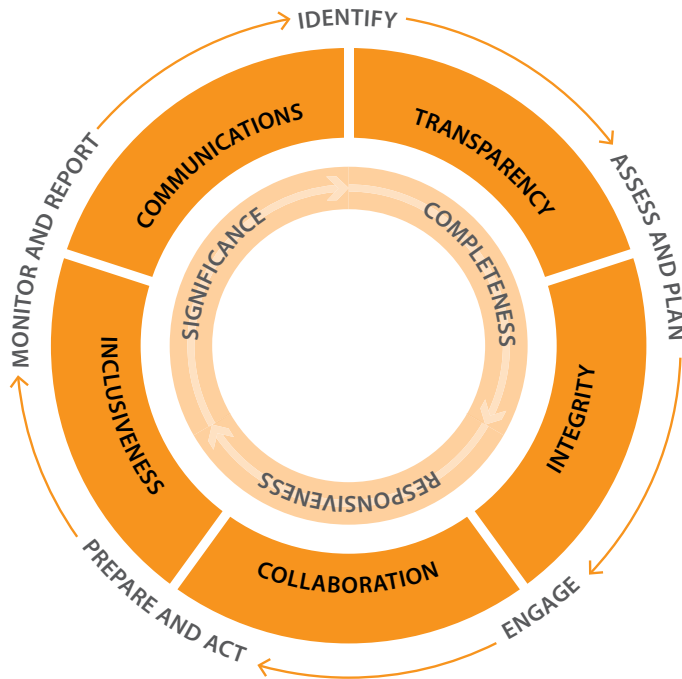 IDENTIFY
ASSESS AND PLAN
ENGAGE
PREPARE AND ACT
MONITOR AND REPORT
TRANSPARENCY
INTEGRITY
COLLABORATION
INCLUSIVENESS
COMMUNICATIONS
COMPLETENESS
RESPONSIVENESS
SIGNIFICANCE